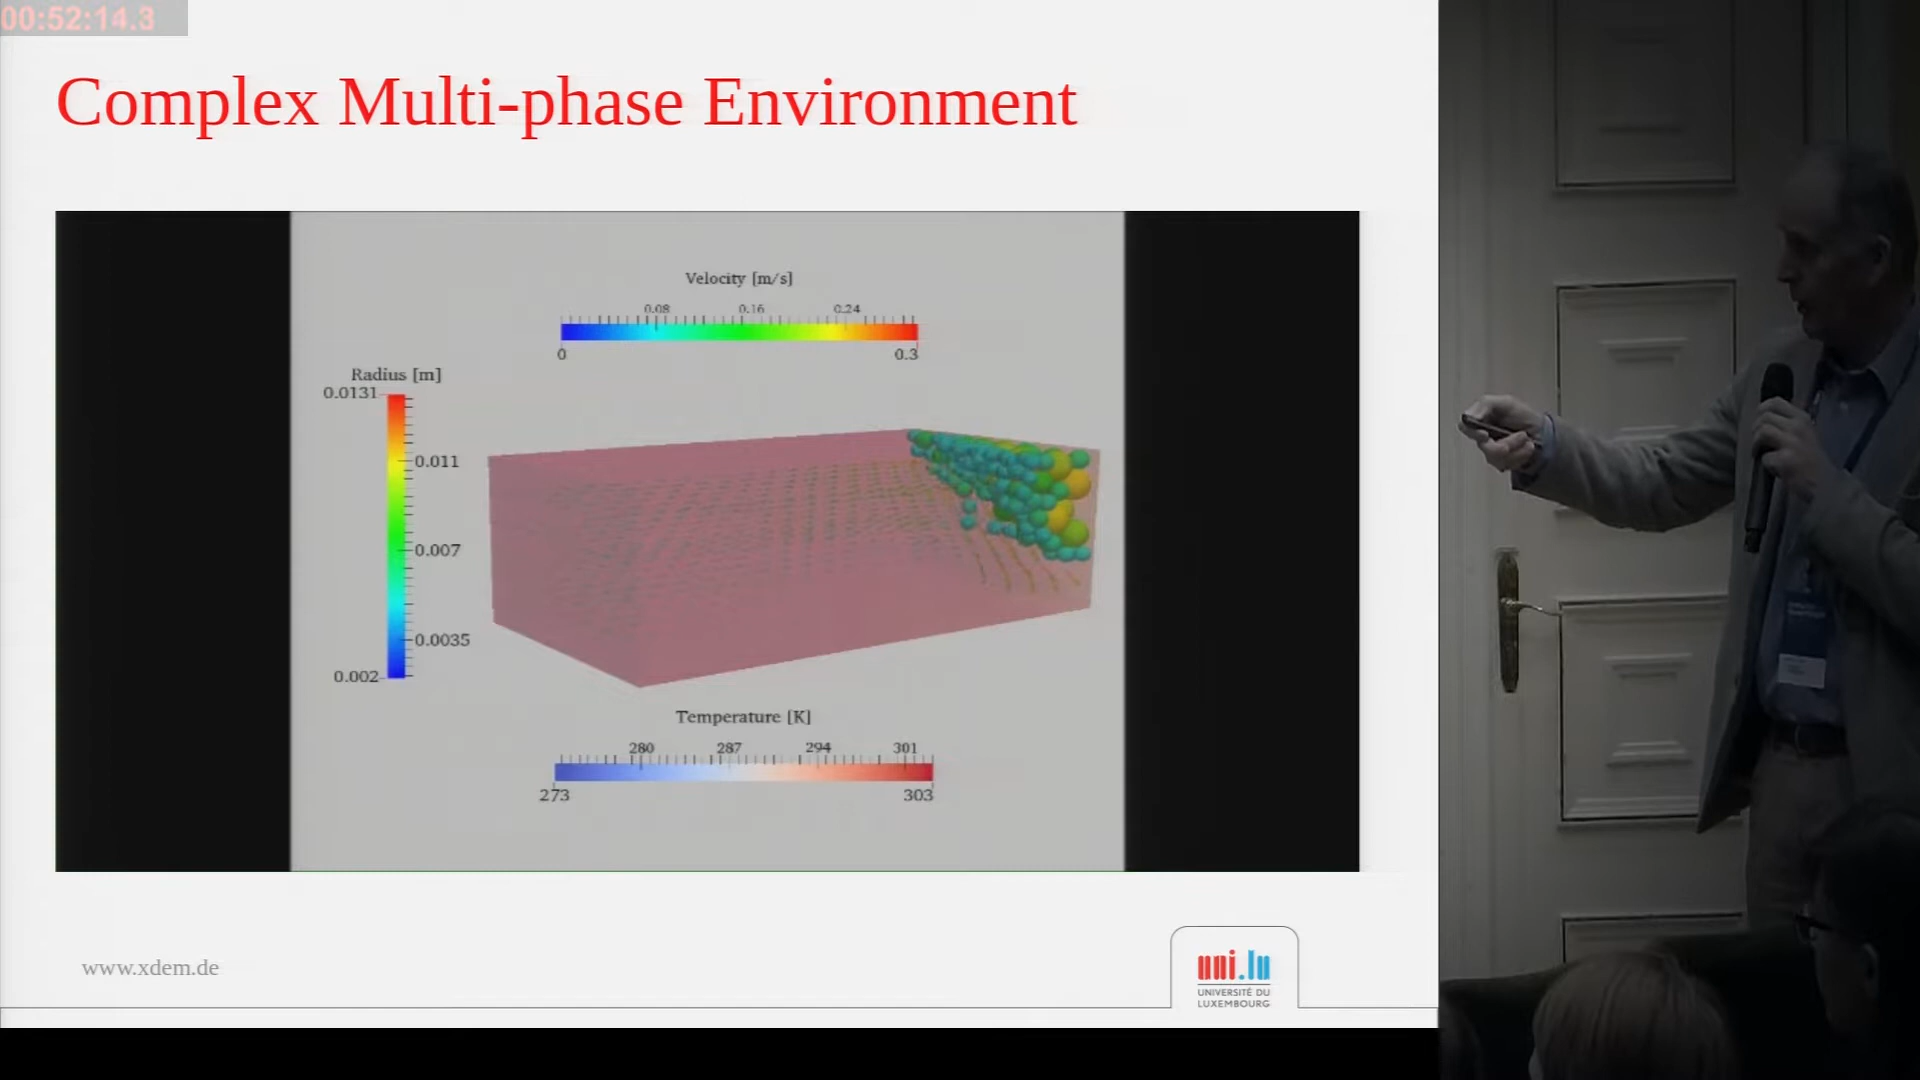 00:52:14.3
Complex Multi-phase Environment
Velocity [m/s]
0.08 0.16 0.24
0 0.3
Radius [m]
0.0131
0.011
0.007
0.0035
0.002
Temperature [K]
280 287 294 301
273 303
www.xdem.de
uni.lu
UNIVERSITÉ DU
LUXEMBOURG